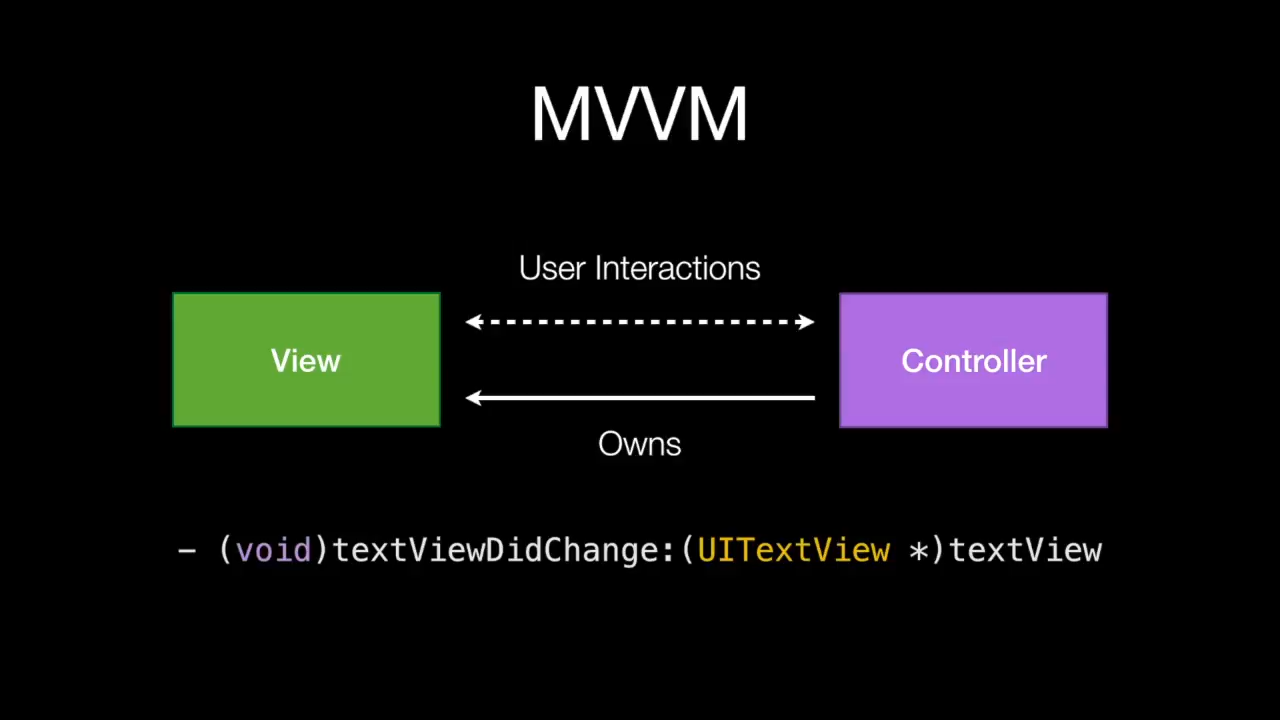 MVVM
User Interactions
View
Controller
Owns
- (void)textViewDidChange:(UITextView *)textView